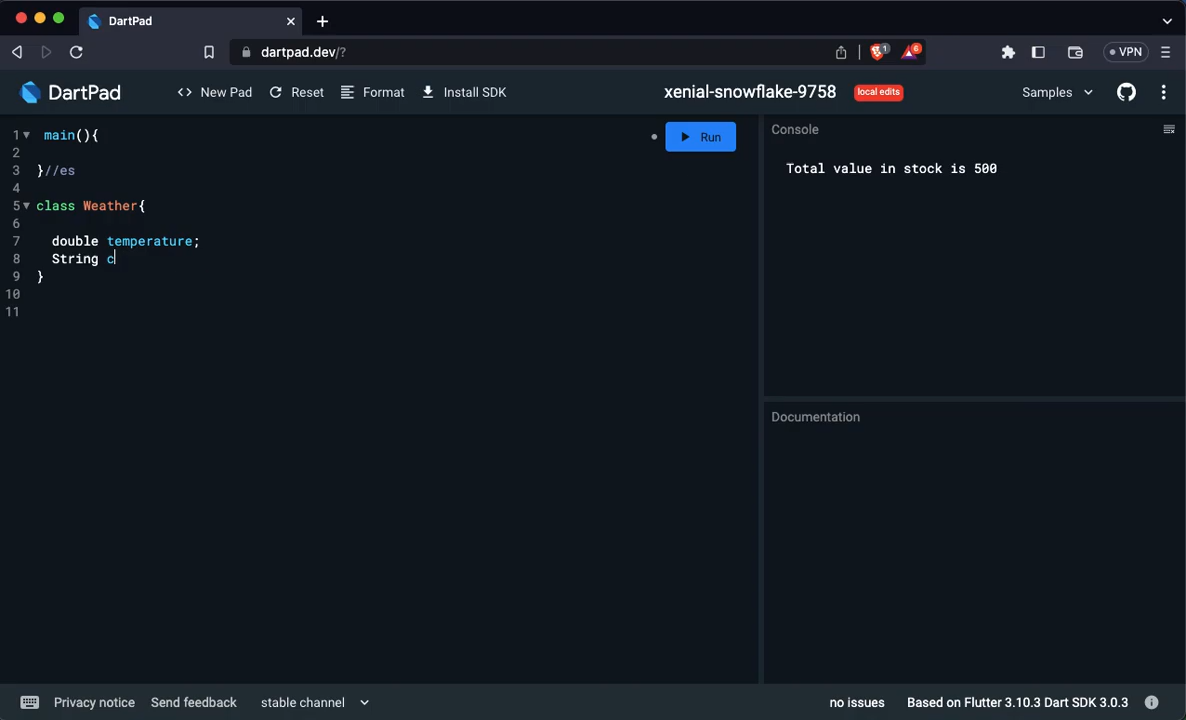 DartPad
dartpad.dev/?
1
6
VPN
DartPad
New Pad
Reset
Format
Install SDK
xenial-snowflake-9758
local edits
Samples
1 main(){
2
3 }//es
4
5 class Weather{
6
7 double temperature;
8 String c
9 }
10
11
Run
Console
Total value in stock is 500
Documentation
Privacy notice
Send feedback
stable channel
no issues
Based on Flutter 3.10.3 Dart SDK 3.0.3